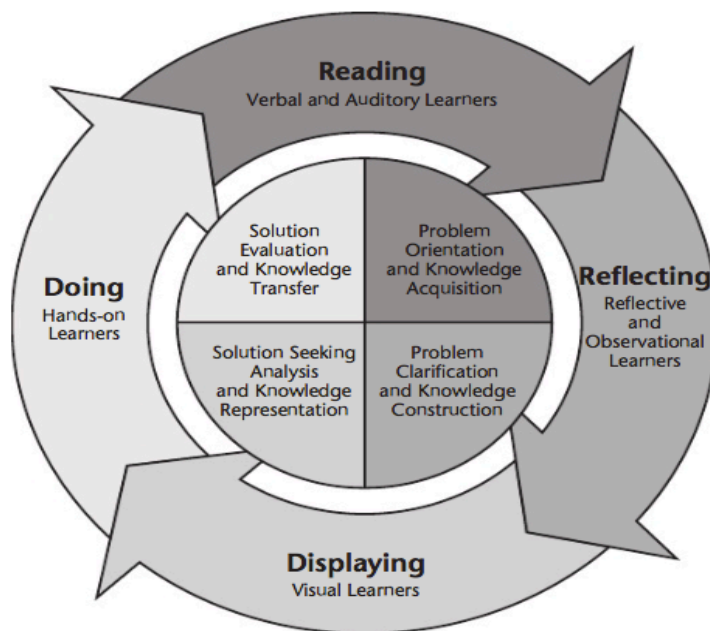 Reading
Verbal and Auditory Learners
Solution
Evaluation
and Knowledge
Transfer
Problem
Orientation
and Knowledge
Acquisition
Doing
Hands-on
Learners
Reflecting
Reflective and
Observational
Learners
Solution Seeking
Analysis
and Knowledge
Representation
Problem
Clarification
and Knowledge
Construction
Displaying
Visual Learners